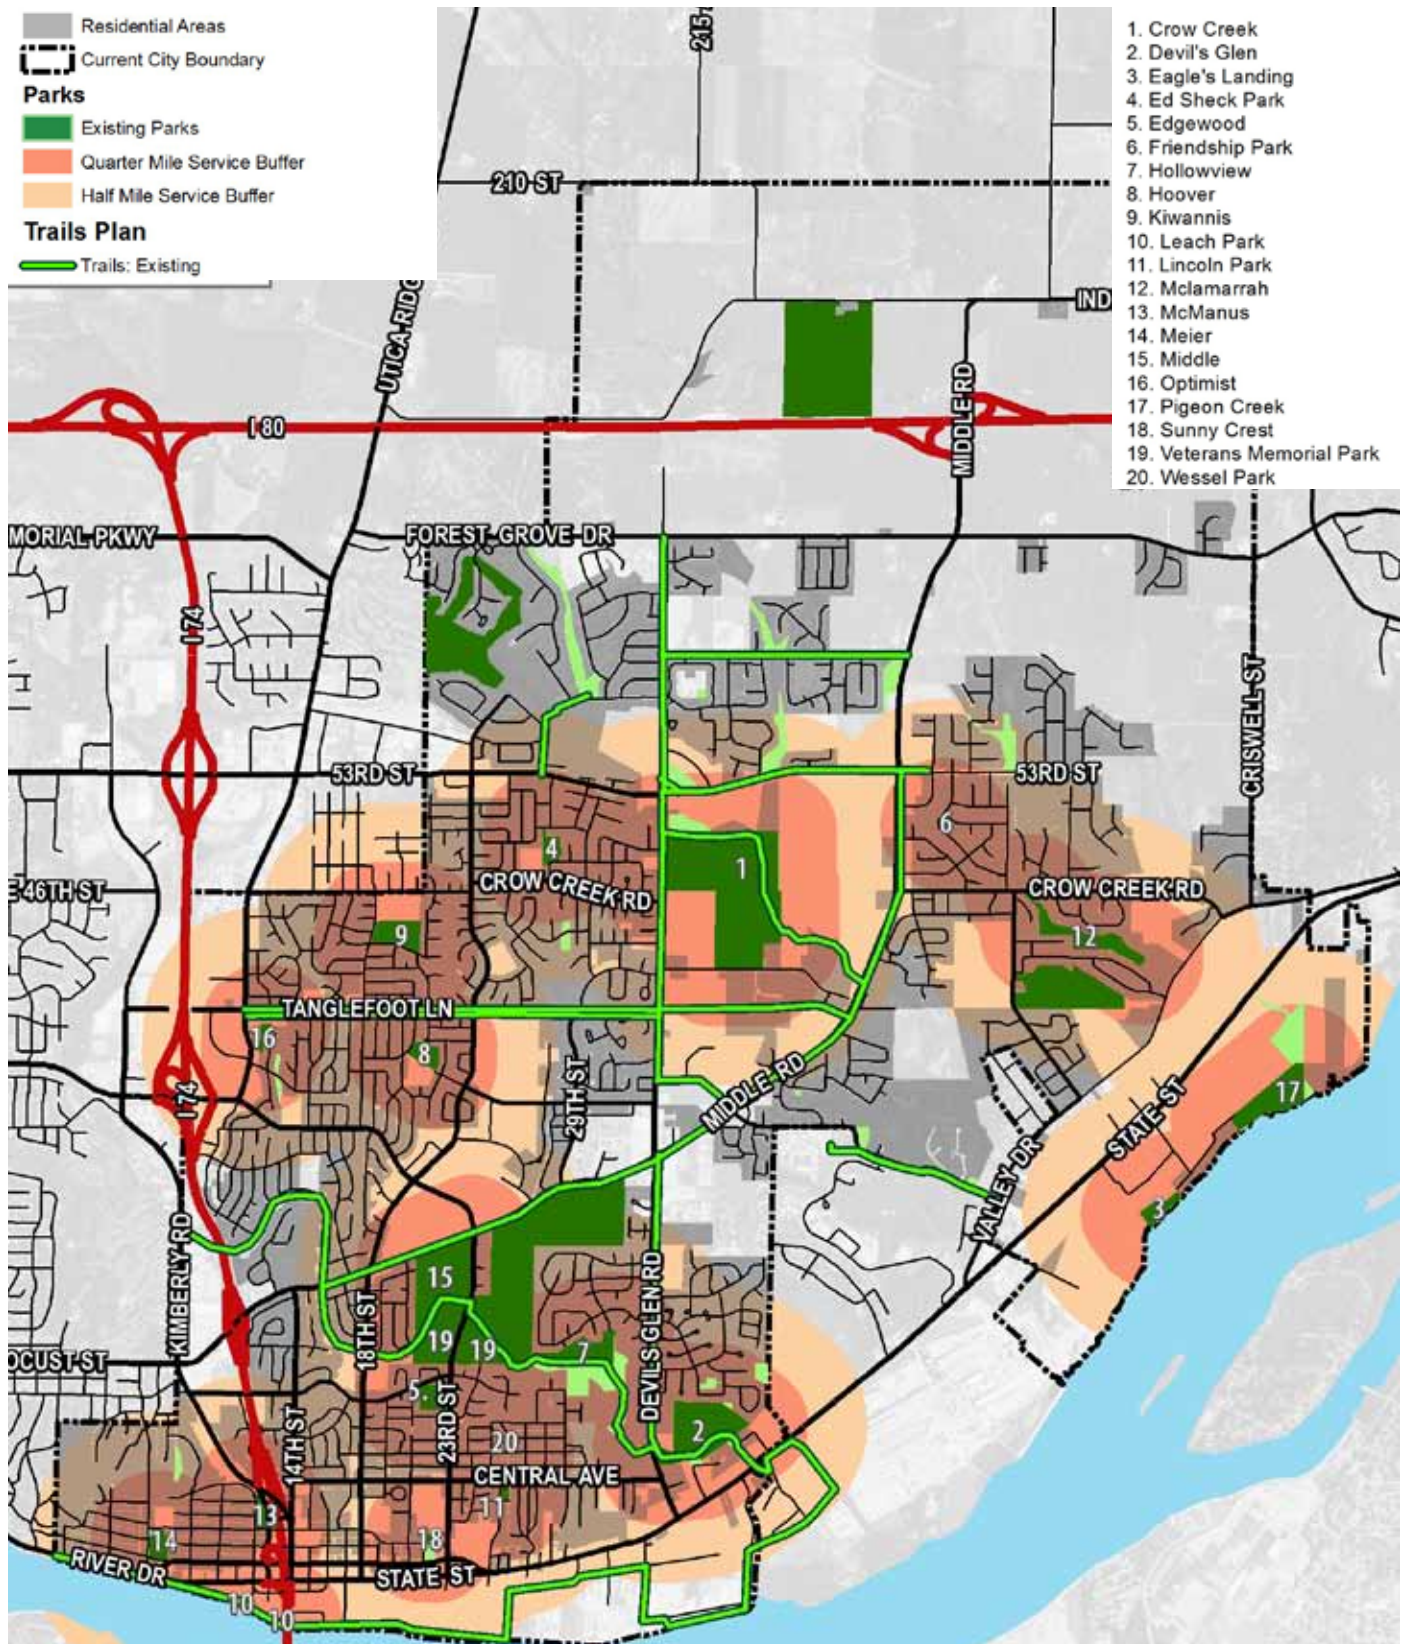 Residential Areas
Current City Boundary
Parks
Existing Parks
Quarter Mile Service Buffer
Half Mile Service Buffer
Trails Plan
Trails: Existing
1. Crow Creek
2. Devil's Glen
3. Eagle's Landing
4. Ed Sheck Park
5. Edgewood
6. Friendship Park
7. Hollowview
8. Hoover
9. Kiwannis
10. Leach Park
11. Lincoln Park
12. Mclamarrah
13. McManus
14. Meier
15. Middle
16. Optimist
17. Pigeon Creek
18. Sunny Crest
19. Veterans Memorial Park
20. Wessel Park
215
210 ST
UTICA RIDG
IND
MIDDLE RD
I 80
MORIAL PKWY
FOREST GROVE DR
I 74
CRISWELL ST
53RD ST
53RD ST
6
4
1
E 46TH ST
CROW CREEK RD
CROW CREEK RD
9
12
TANGLEFOOT LN
16
8
29TH ST
MIDDLE RD
I 74
17
STATE ST
VALLEY DR
3
KIMBERLY RD
15
18TH ST
DEVILS GLEN RD
19
19
7
OCUST ST
5.
23RD ST
2
14TH ST
20
CENTRAL AVE
13
11
14
18
RIVER DR
STATE ST
10
10